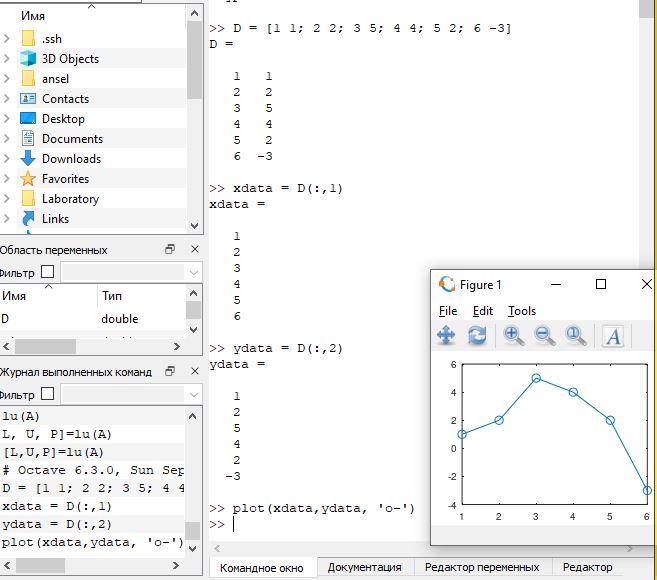 Имя
.ssh
3D Objects
ansel
Contacts
Desktop
Documents
Downloads
Favorites
Laboratory
Links
Область переменных
Фильтр
Имя Тип
D double
Журнал выполненных команд
Фильтр
lu(A)
L, U, P]=lu(A)
[L,U,P]=lu(A)
# Octave 6.3.0, Sun Sep
D = [1 1; 2 2; 3 5; 4 4
xdata = D(:,1)
ydata = D(:,2)
plot(xdata,ydata, 'o-')
>> D = [1 1; 2 2; 3 5; 4 4; 5 2; 6 -3]
D =
1 1
2 2
3 5
4 4
5 2
6 -3
>> xdata = D(:,1)
xdata =
1
2
3
4
5
6
>> ydata = D(:,2)
ydata =
1
2
5
4
2
-3
>> plot(xdata,ydata, 'o-')
>>
Figure 1
File Edit Tools
A
6
4
2
0
-2
-4
1 2 3 4 5 6
Командное окно Документация Редактор переменных Редактор